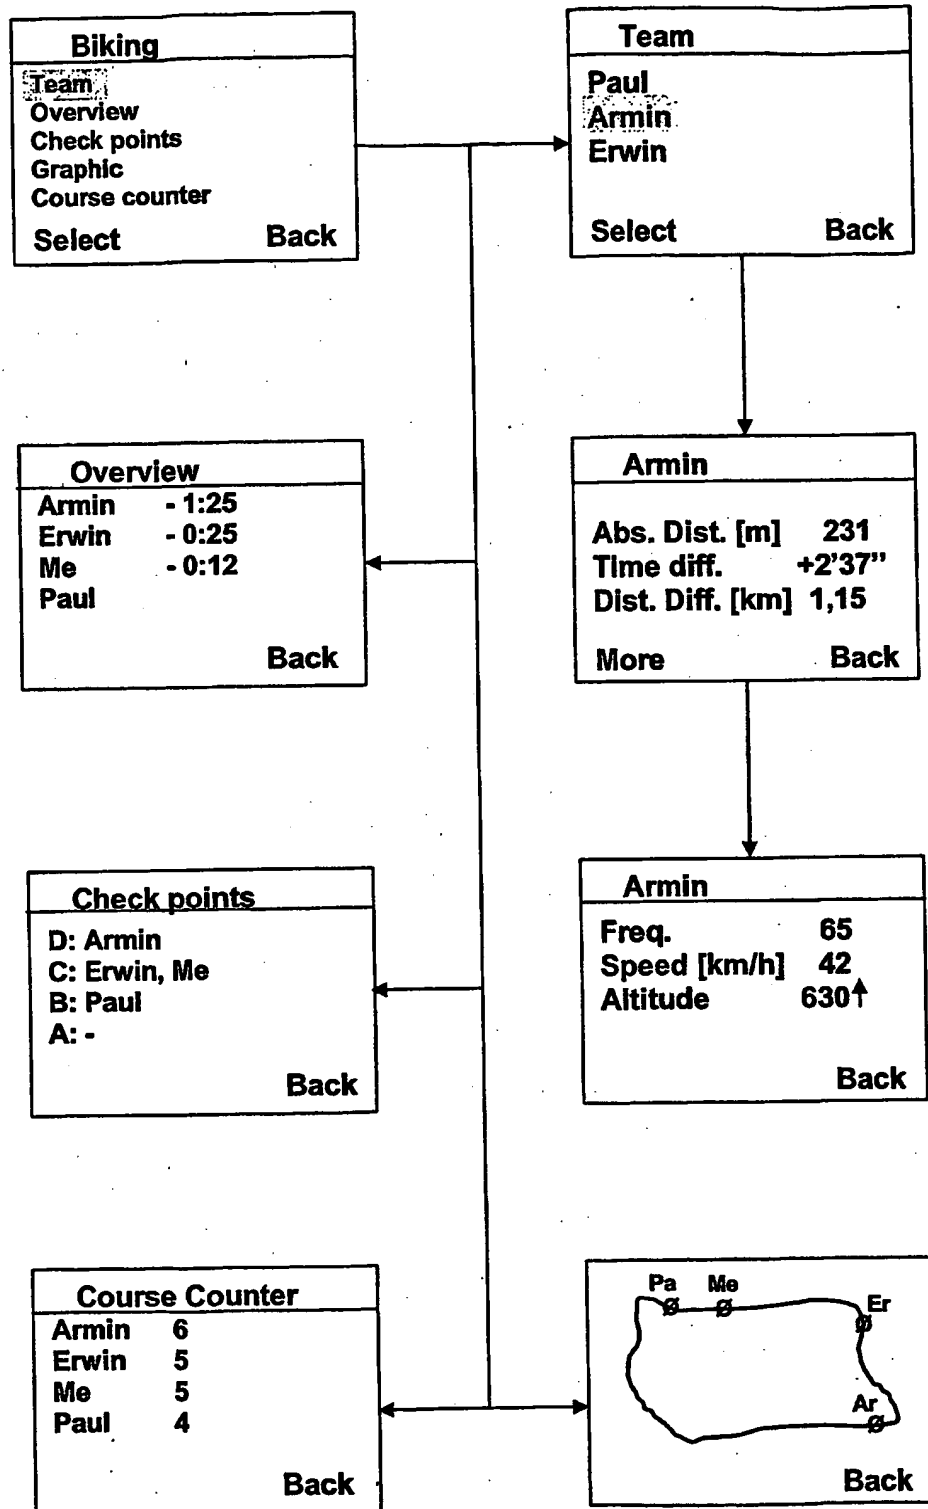 Biking
Team
Overview
Check points
Graphic
Course counter
Select Back
Team
Paul
Armin
Erwin
Select Back
Overview
Armin - 1:25
Erwin - 0:25
Me - 0:12
Paul
Back
Armin
Abs. Dist. [m] 231
Time diff. +2'37"
Dist. Diff. [km] 1,15
More Back
Check points
D: Armin
C: Erwin, Me
B: Paul
A: -
Back
Armin
Freq. 65
Speed [km/h] 42
Altitude 630↑
Back
Course Counter
Armin 6
Erwin 5
Me 5
Paul 4
Back
Pa Me
Er
Ar
Back